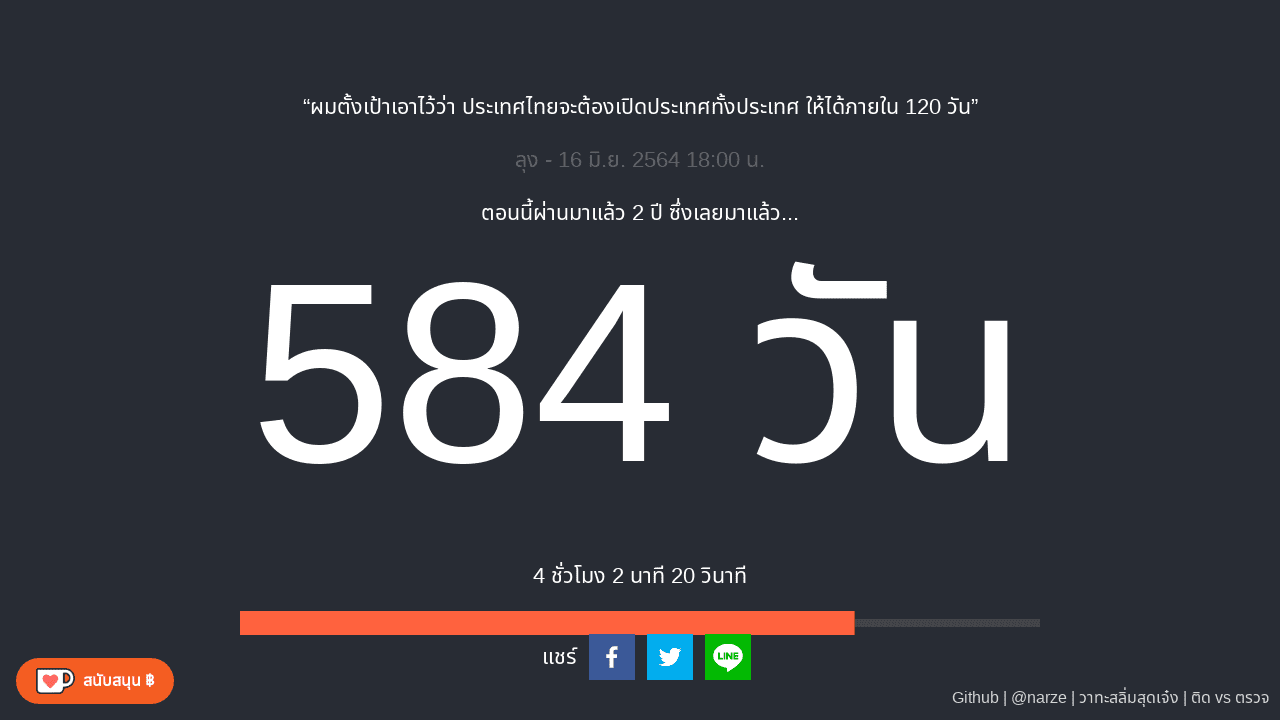 “ผมตั้งเป้าเอาไว้ว่า ประเทศไทยจะต้องเปิดประเทศทั้งประเทศ ให้ได้ภายใน 120 วัน”
ลุง - 16 มิ.ย. 2564 18:00 น.
ตอนนี้ผ่านมาแล้ว 2 ปี ซึ่งเลยมาแล้ว...
584 วัน
4 ชั่วโมง 2 นาที 20 วินาที
แชร์
LINE
สนับสนุน ฿
Github | @narze | วาทะสลิ่มสุดเจ๋ง | ติด vs ตรวจ